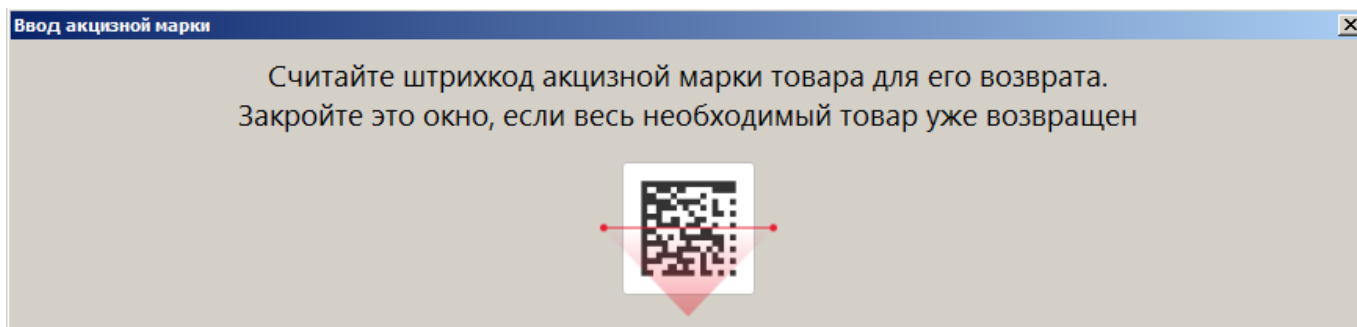 Ввод акцизной марки
Считайте штрихкод акцизной марки товара для его возврата.
Закройте это окно, если весь необходимый товар уже возвращен